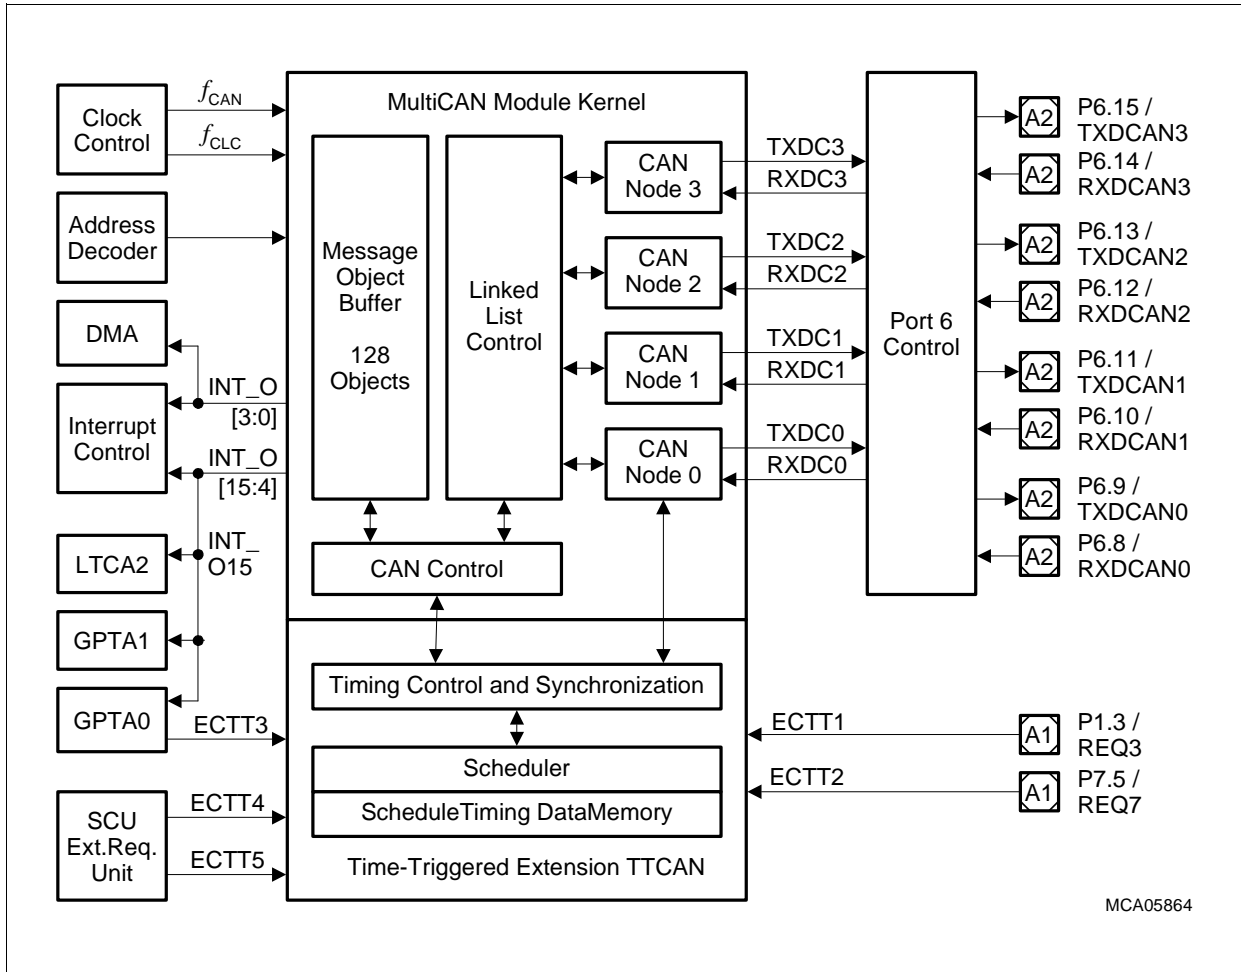 Clock
Control
fCAN
fCLC
Address
Decoder
DMA
Interrupt
Control
INT_O
[3:0]
INT_O
[15:4]
LTCA2
INT_
O15
GPTA1
GPTA0
ECTT3
SCU
Ext.Req.
Unit
ECTT4
ECTT5
MultiCAN Module Kernel
Message
Object
Buffer
128
Objects
Linked
List
Control
CAN
Node 3
CAN
Node 2
CAN
Node 1
CAN
Node 0
CAN Control
Timing Control and Synchronization
Scheduler
ScheduleTiming DataMemory
Time-Triggered Extension TTCAN
TXDC3
RXDC3
TXDC2
RXDC2
TXDC1
RXDC1
TXDC0
RXDC0
Port 6
Control
A2
P6.15 /
TXDCAN3
A2
P6.14 /
RXDCAN3
A2
P6.13 /
TXDCAN2
A2
P6.12 /
RXDCAN2
A2
P6.11 /
TXDCAN1
A2
P6.10 /
RXDCAN1
A2
P6.9 /
TXDCAN0
A2
P6.8 /
RXDCAN0
ECTT1
A1
P1.3 /
REQ3
ECTT2
A1
P7.5 /
REQ7
MCA05864